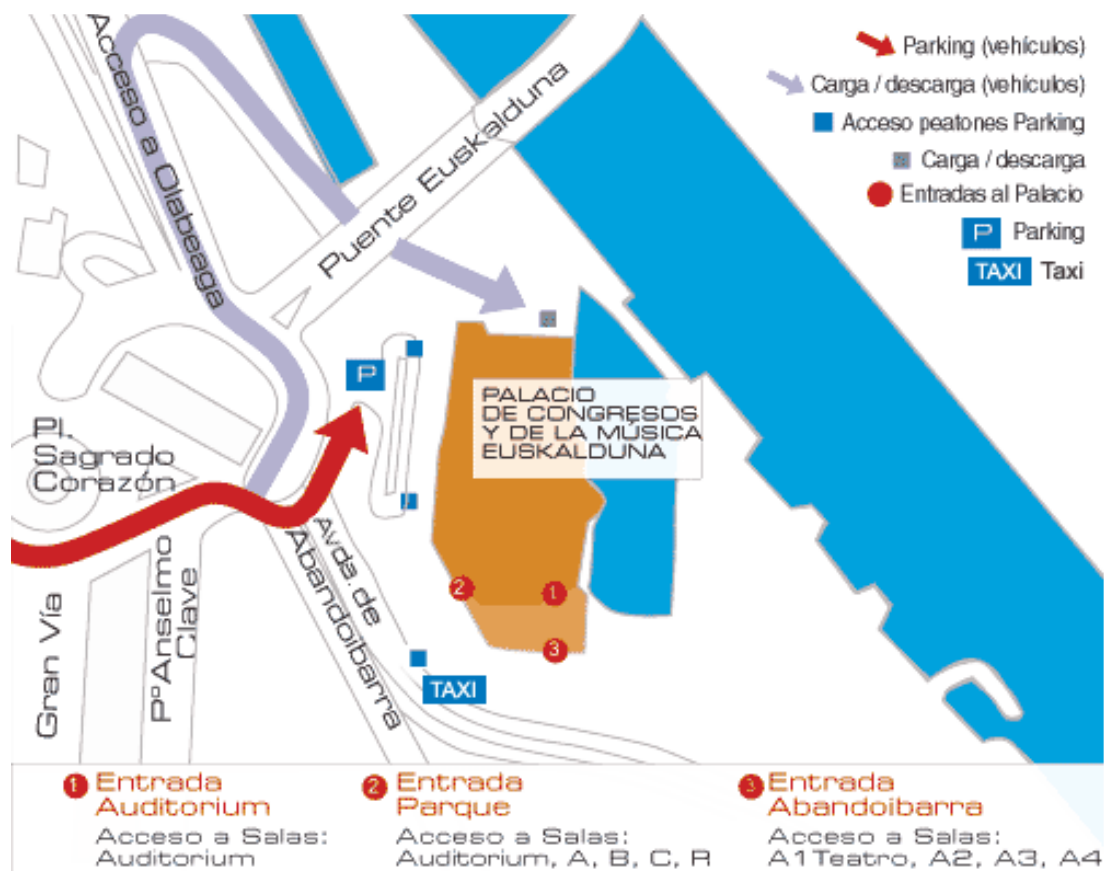 Parking (vehículos)
Carga / descarga (vehículos)
Acceso peatones Parking
Carga / descarga
Entradas al Palacio
P Parking
TAXI Taxi
Acceso a Olabeaga
Puente Euskalduna
P
PALACIO
DE CONGRESOS
Y DE LA MÚSICA
EUSKALDUNA
Pl.
Sagrado
Corazón
Gran Vía
Pº Anselmo
Clave
Avda. de
Abandoibarra
2
1
3
TAXI
1 Entrada
Auditorium
Acceso a Salas:
Auditorium
2 Entrada
Parque
Acceso a Salas:
Auditorium, A, B, C, R
3 Entrada
Abandoibarra
Acceso a Salas:
A1Teatro, A2, A3, A4